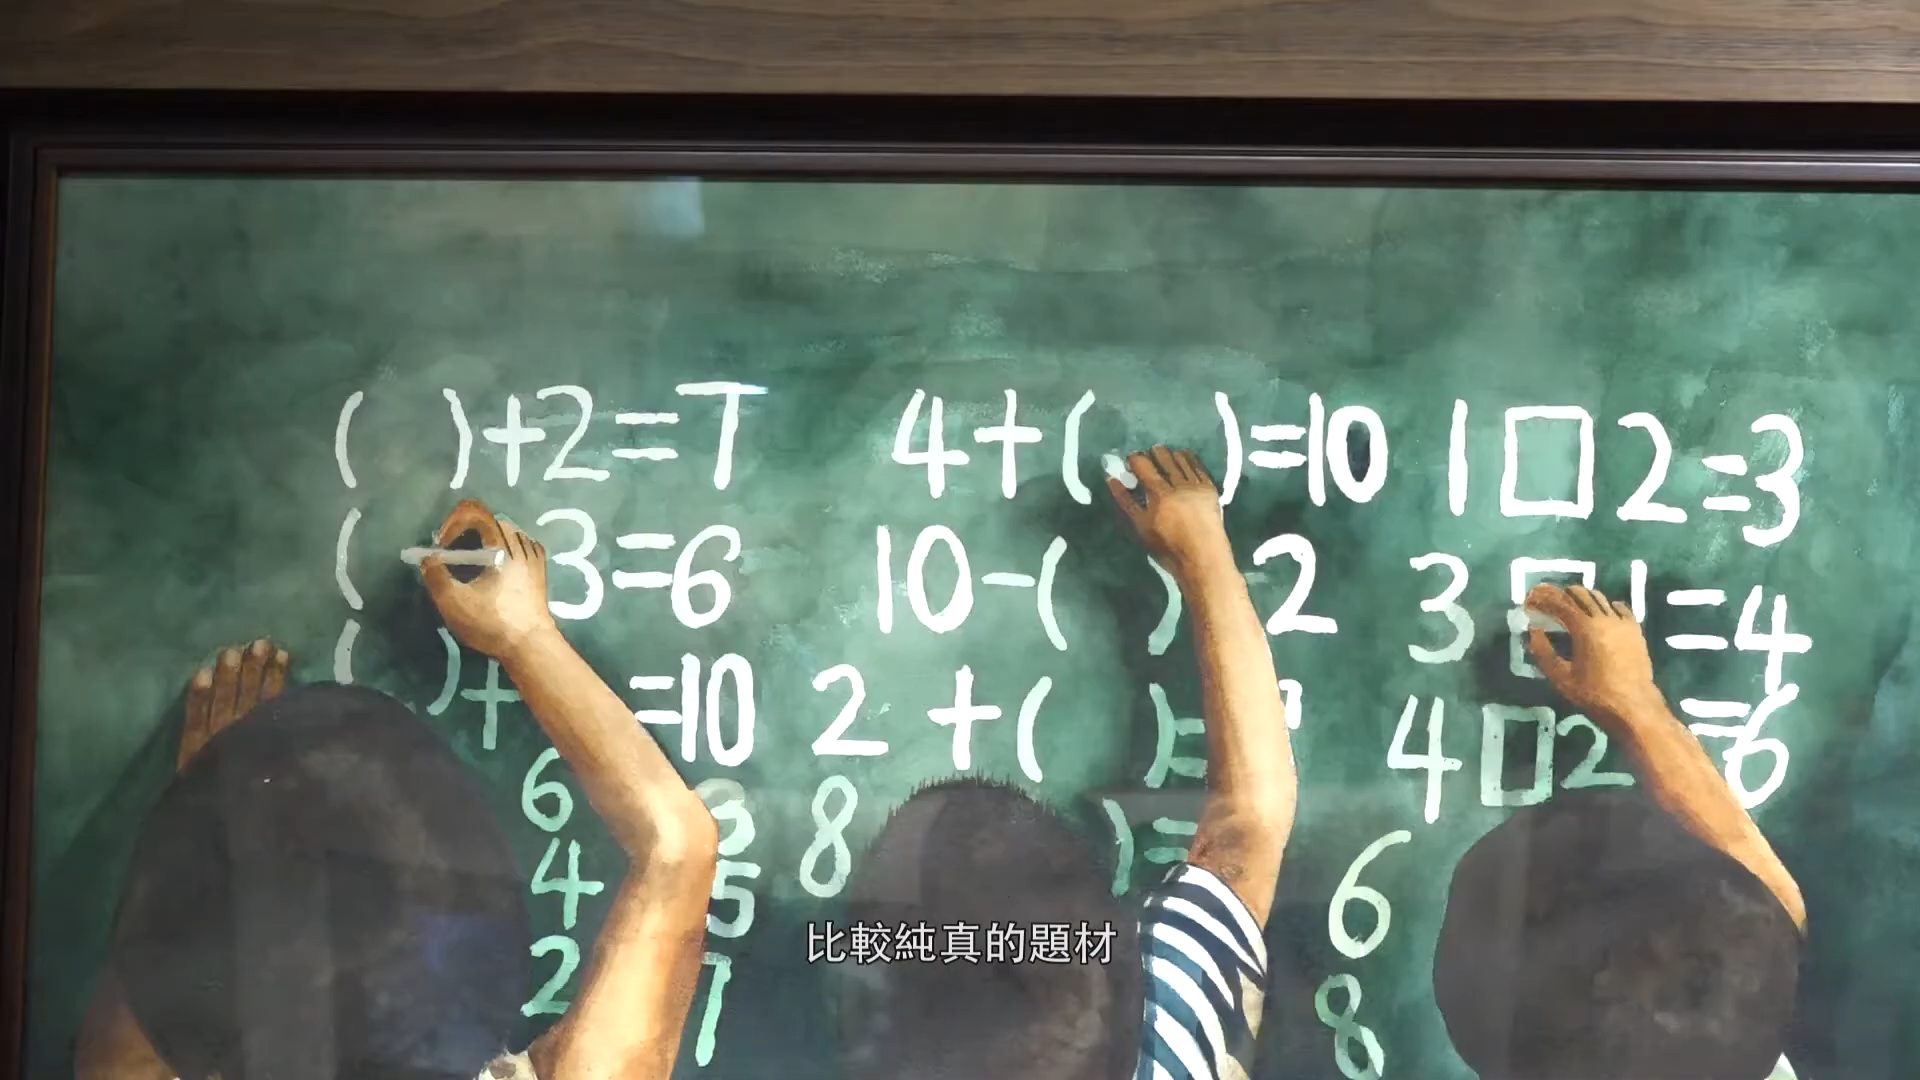 ( )+2=7 4+( )=10 1□2=3
( 3=6 10-( ) 2 3□1=4
( )+ =10 2+( )= 4□2 =6
6 8 )=
4 5 6
2 7 8
比較純真的題材